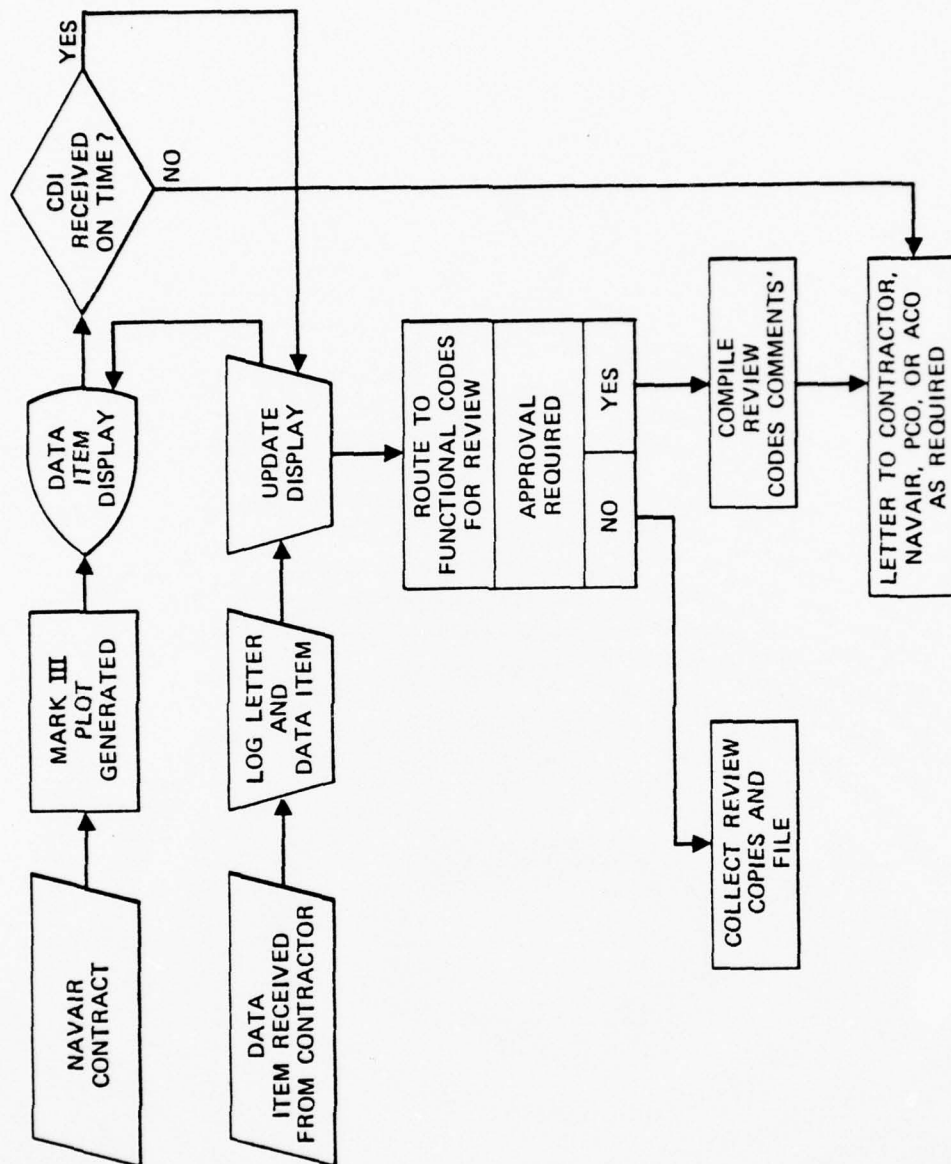 NAVAIR
CONTRACT
MARK III
PLOT
GENERATED
DATA
ITEM
DISPLAY
CDI
RECEIVED
ON TIME?
YES
NO
DATA
ITEM RECEIVED
FROM CONTRACTOR
LOG LETTER
AND
DATA ITEM
UPDATE
DISPLAY
ROUTE TO
FUNCTIONAL CODES
FOR REVIEW
APPROVAL
REQUIRED
NO
YES
COLLECT REVIEW
COPIES AND
FILE
COMPILE
REVIEW
CODES COMMENTS'
LETTER TO CONTRACTOR,
NAVAIR, PCO, OR ACO
AS REQUIRED